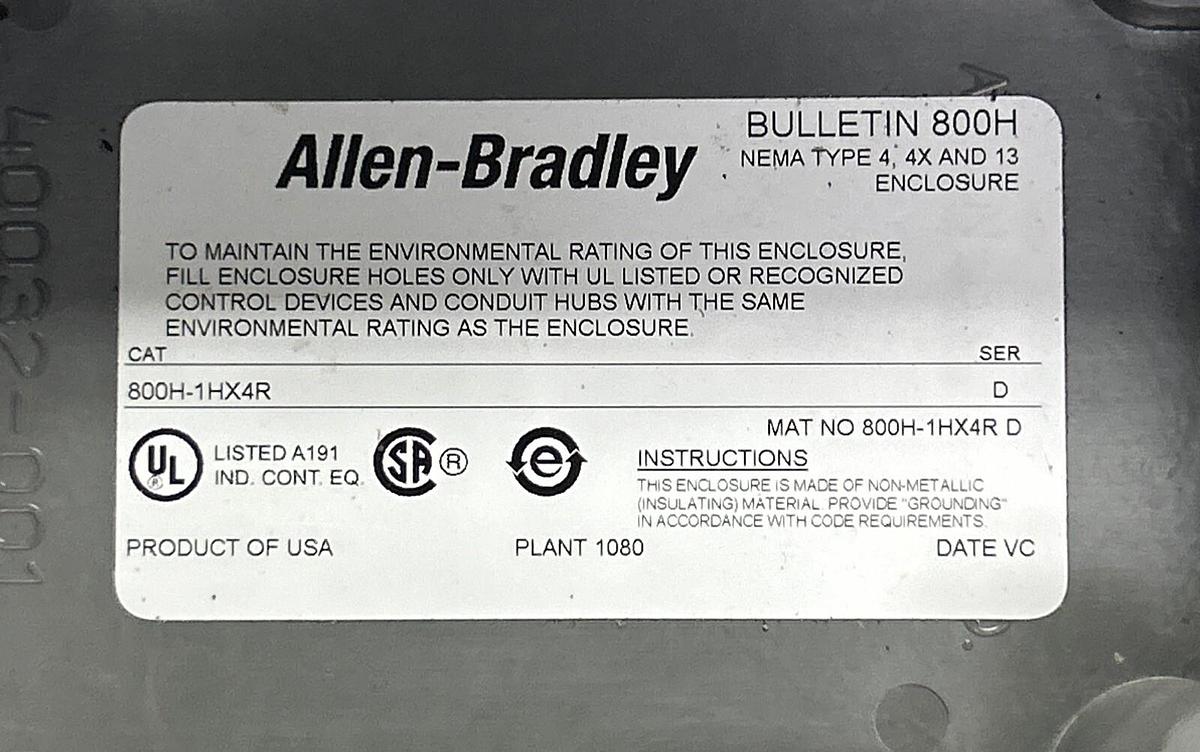 Allen-Bradley
BULLETIN 800H
NEMA TYPE 4, 4X AND 13
ENCLOSURE
TO MAINTAIN THE ENVIRONMENTAL RATING OF THIS ENCLOSURE,
FILL ENCLOSURE HOLES ONLY WITH UL LISTED OR RECOGNIZED
CONTROL DEVICES AND CONDUIT HUBS WITH THE SAME
ENVIRONMENTAL RATING AS THE ENCLOSURE.
CAT SER
800H-1HX4R D
MAT NO 800H-1HX4R D
UL ® LISTED A191
IND. CONT. EQ.
SA ®
e
INSTRUCTIONS
THIS ENCLOSURE IS MADE OF NON-METALLIC
(INSULATING) MATERIAL. PROVIDE "GROUNDING"
IN ACCORDANCE WITH CODE REQUIREMENTS.
PRODUCT OF USA PLANT 1080 DATE VC